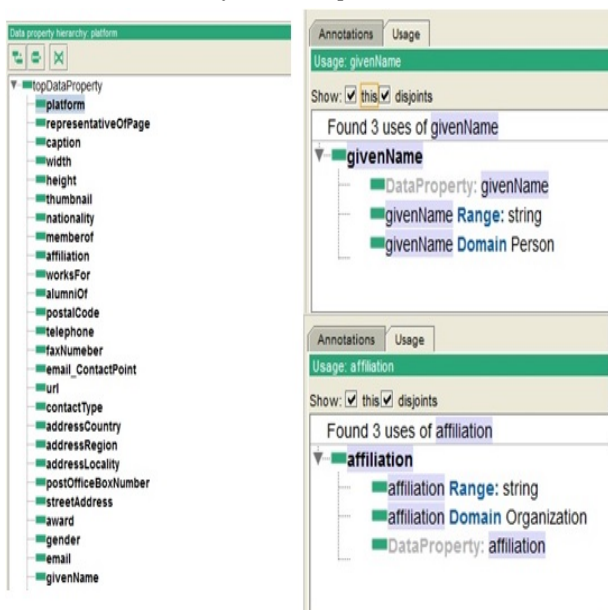 Data property hierarchy: platform
topDataProperty
platform
representativeOfPage
caption
width
height
thumbnail
nationality
memberof
affiliation
worksFor
alumniOf
postalCode
telephone
faxNumeber
email_ContactPoint
url
contactType
addressCountry
addressRegion
addressLocality
postOfficeBoxNumber
streetAddress
award
gender
email
givenName
Annotations Usage
Usage: givenName
Show: this disjoints
Found 3 uses of givenName
givenName
DataProperty: givenName
givenName Range: string
givenName Domain Person
Annotations Usage
Usage: affiliation
Show: this disjoints
Found 3 uses of affiliation
affiliation
affiliation Range: string
affiliation Domain Organization
DataProperty: affiliation